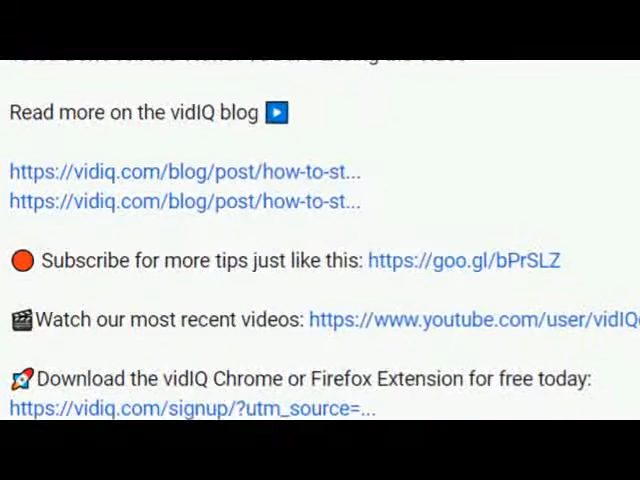 Read more on the vidIQ blog ▶️
https://vidiq.com/blog/post/how-to-st...
https://vidiq.com/blog/post/how-to-st...
🔴 Subscribe for more tips just like this: https://goo.gl/bPrSLZ
🎬Watch our most recent videos: https://www.youtube.com/user/vidIQ
🚀Download the vidIQ Chrome or Firefox Extension for free today:
https://vidiq.com/signup/?utm_source=...